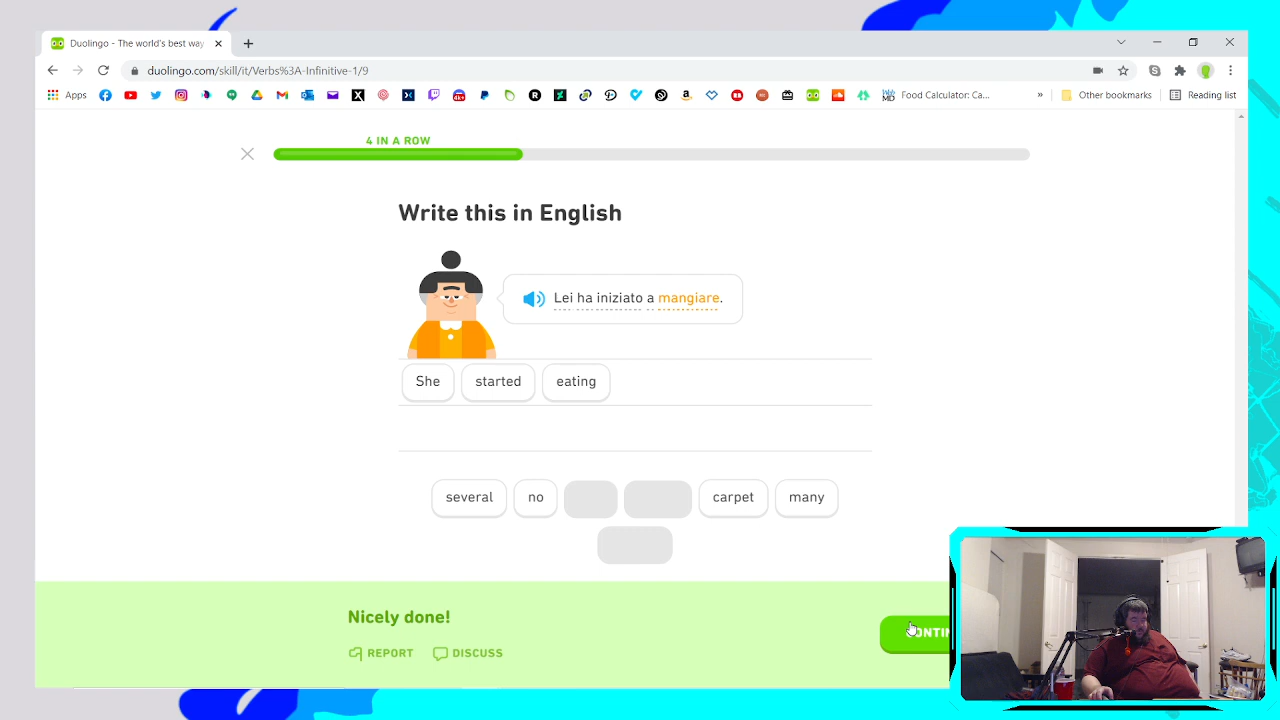 Duolingo - The world's best way
duolingo.com/skill/it/Verbs%3A-Infinitive-1/9
Apps
Food Calculator: Ca...
»
Other bookmarks
Reading list
4 IN A ROW
Write this in English
Lei ha iniziato a mangiare.
She started eating
several no carpet many
Nicely done!
REPORT DISCUSS
CONTIN